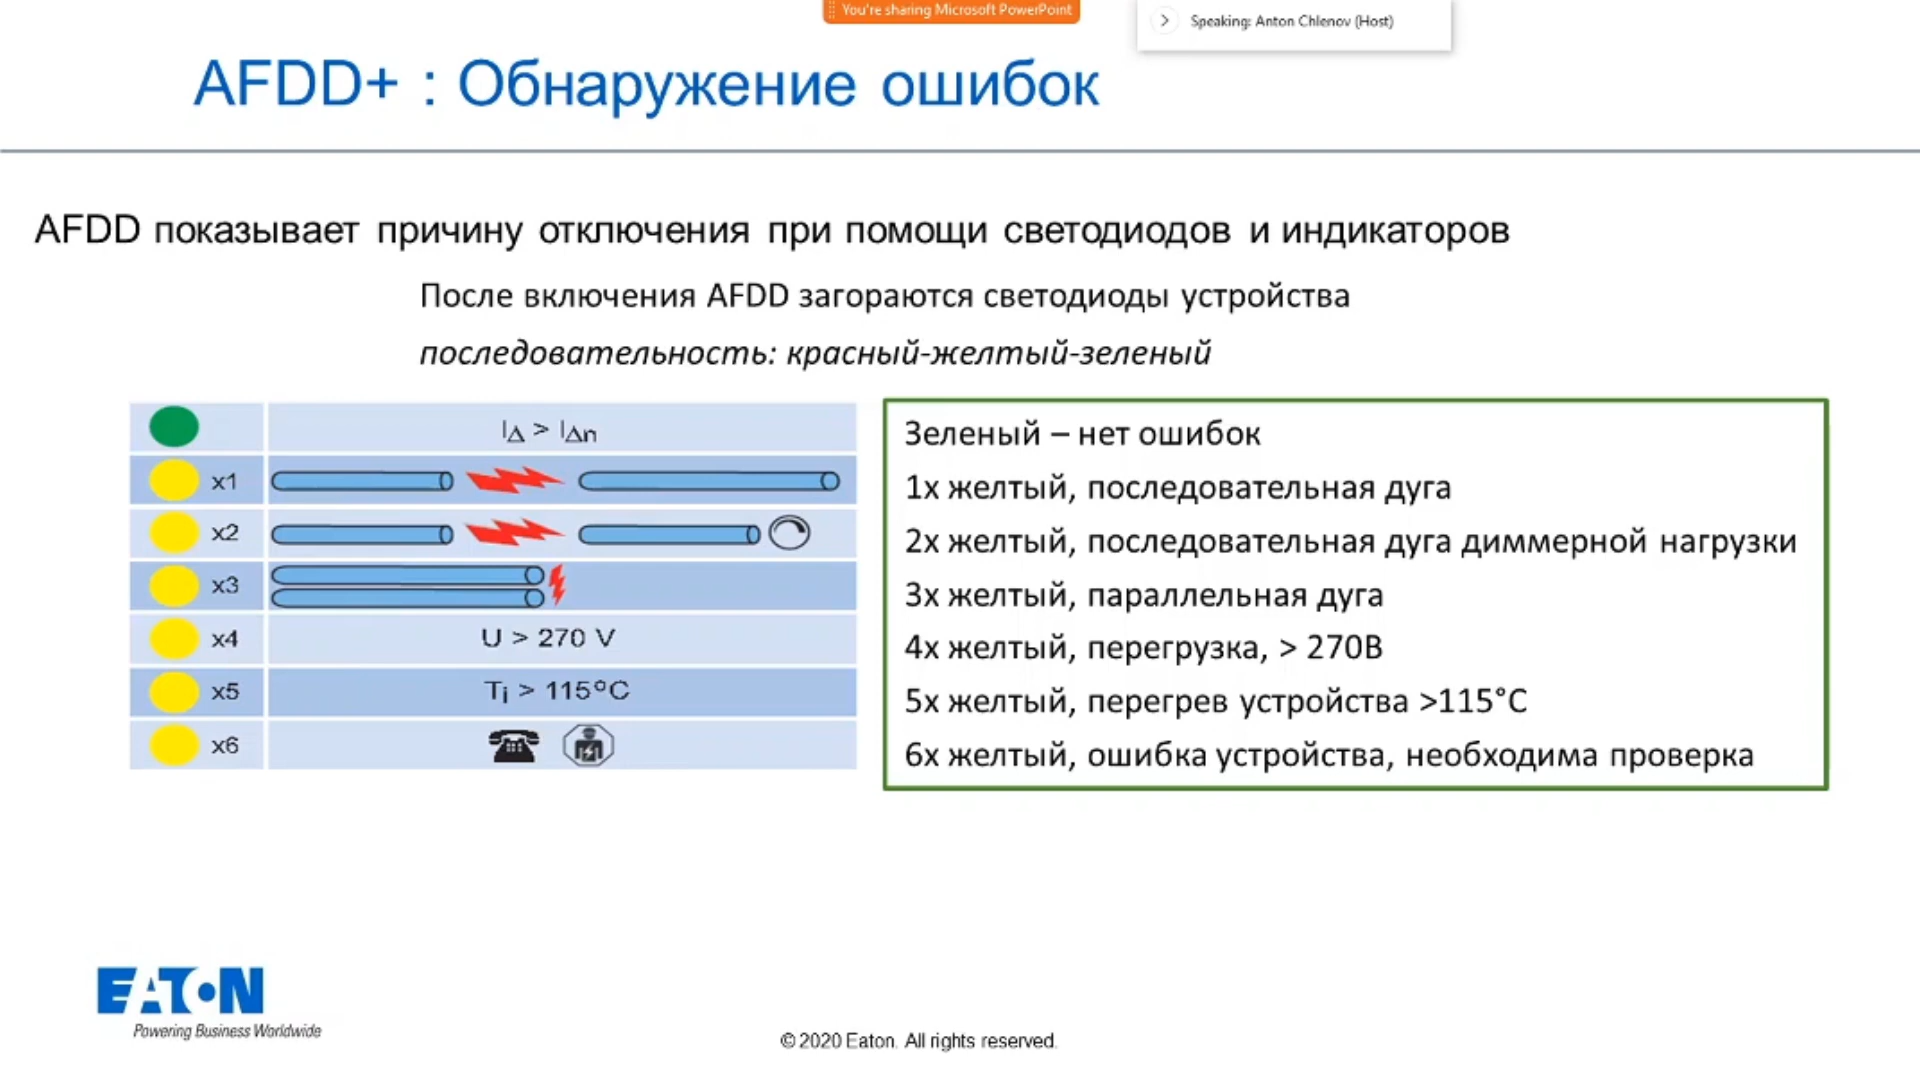 You're sharing Microsoft PowerPoint
Speaking: Anton Chlenov (Host)
AFDD+ : Обнаружение ошибок
AFDD показывает причину отключения при помощи светодиодов и индикаторов
После включения AFDD загораются светодиоды устройства
последовательность: красный-желтый-зеленый
I∆ > I∆n
x1
x2
x3
x4 U > 270 V
x5 Tj > 115°C
x6
Зеленый – нет ошибок
1x желтый, последовательная дуга
2x желтый, последовательная дуга диммерной нагрузки
3x желтый, параллельная дуга
4x желтый, перегрузка, > 270В
5x желтый, перегрев устройства >115°C
6x желтый, ошибка устройства, необходима проверка
EATON
Powering Business Worldwide
© 2020 Eaton. All rights reserved.